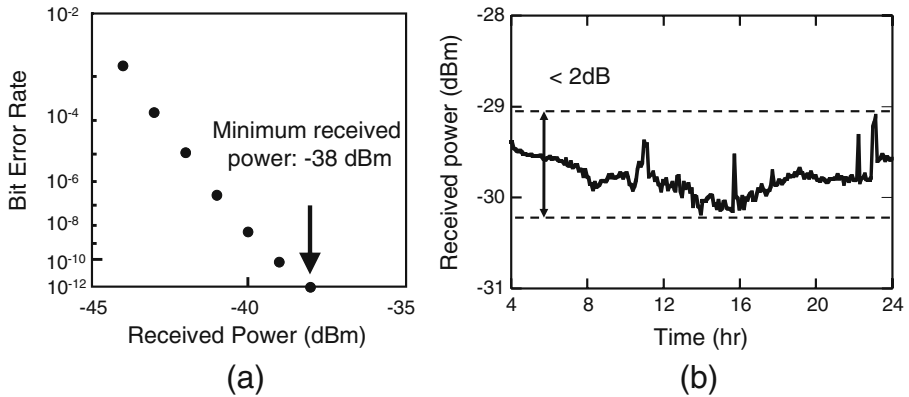 10-2
10-4
10-6
10-8
10-10
10-12
Bit Error Rate
Minimum received
power: -38 dBm
-45
-40
-35
Received Power (dBm)
(a)
-28
-29
-30
-31
Received power (dBm)
< 2dB
4
8
12
16
20
24
Time (hr)
(b)